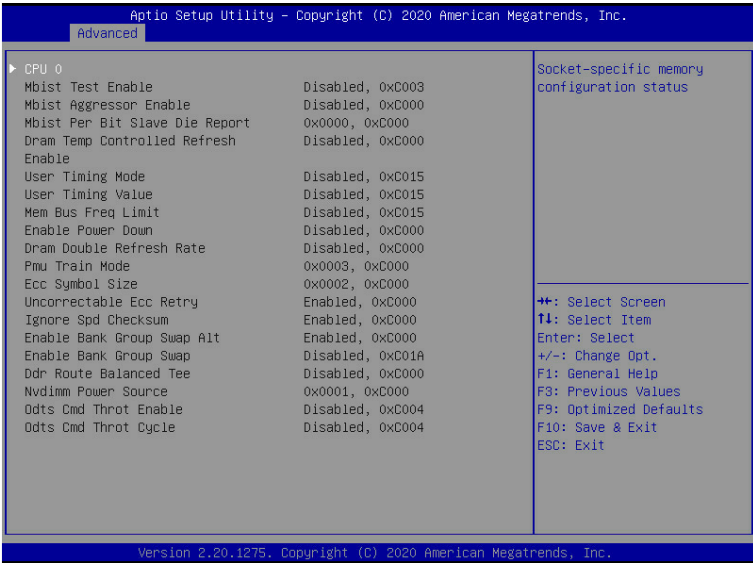 Aptio Setup Utility – Copyright (C) 2020 American Megatrends, Inc.
Advanced
▶ CPU 0
Mbist Test Enable Disabled, 0xC003
Mbist Aggressor Enable Disabled, 0xC000
Mbist Per Bit Slave Die Report 0x0000, 0xC000
Dram Temp Controlled Refresh Disabled, 0xC000
Enable
User Timing Mode Disabled, 0xC015
User Timing Value Disabled, 0xC015
Mem Bus Freq Limit Disabled, 0xC015
Enable Power Down Disabled, 0xC000
Dram Double Refresh Rate Disabled, 0xC000
Pmu Train Mode 0x0003, 0xC000
Ecc Symbol Size 0x0002, 0xC000
Uncorrectable Ecc Retry Enabled, 0xC000
Ignore Spd Checksum Enabled, 0xC000
Enable Bank Group Swap Alt Enabled, 0xC000
Enable Bank Group Swap Disabled, 0xC01A
Ddr Route Balanced Tee Disabled, 0xC000
Nvdimm Power Source 0x0001, 0xC000
Odts Cmd Throt Enable Disabled, 0xC004
Odts Cmd Throt Cycle Disabled, 0xC004
Socket-specific memory
configuration status
→←: Select Screen
↑↓: Select Item
Enter: Select
+/-: Change Opt.
F1: General Help
F3: Previous Values
F9: Optimized Defaults
F10: Save & Exit
ESC: Exit
Version 2.20.1275. Copyright (C) 2020 American Megatrends, Inc.